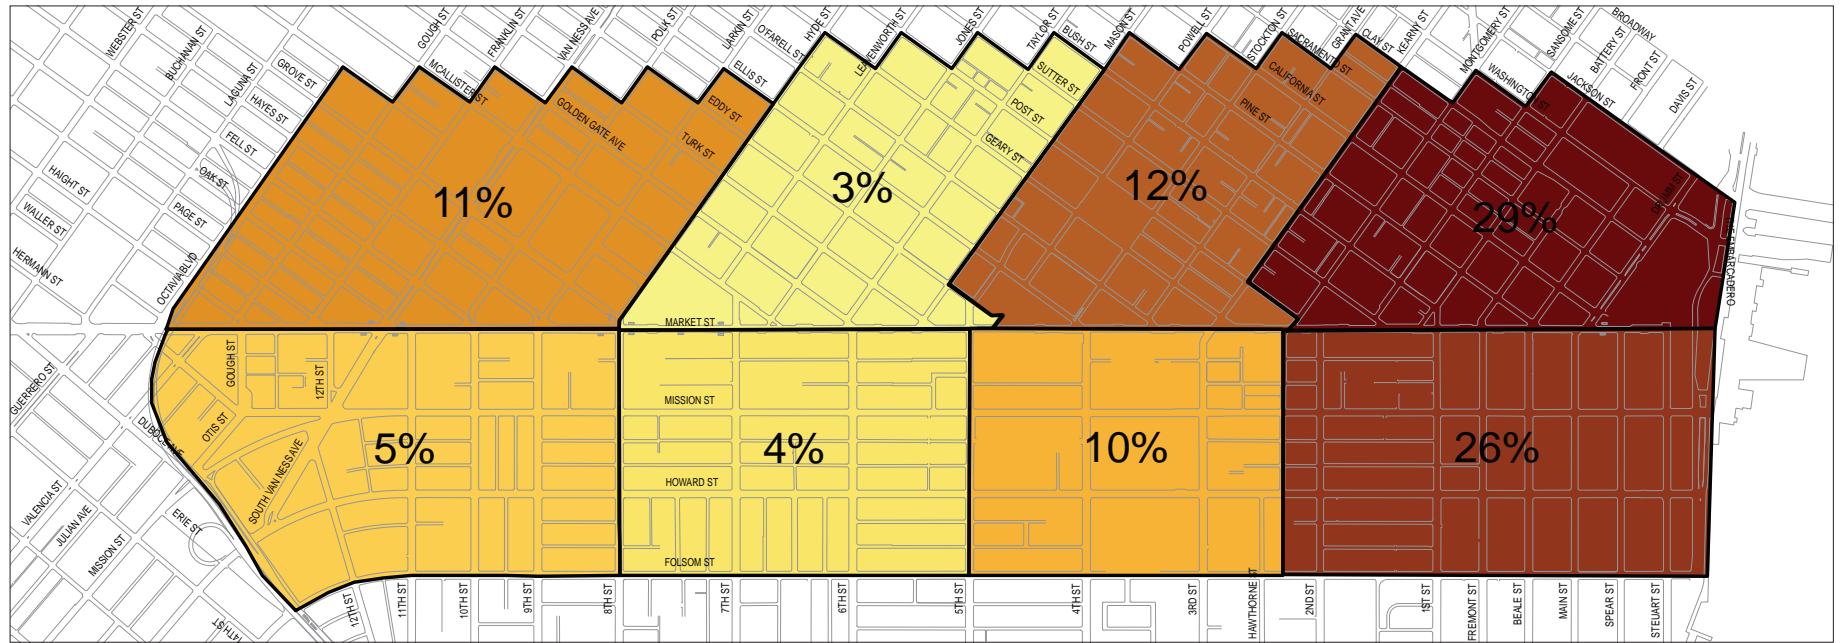 WEBSTER ST
BUCHANAN ST
LAGUNA ST
GROVE ST
HAYES ST
FELL ST
OAK ST
PAGE ST
HAIGHT ST
WALLER ST
HERMANN ST
OCTAVIA BLVD
GOUGH ST
MCALLISTER ST
FRANKLIN ST
VAN NESS AVE
GOLDEN GATE AVE
POLK ST
TURK ST
EDDY ST
ELLIS ST
LARKIN ST
O'FARELL ST
HYDE ST
LEAVENWORTH ST
JONES ST
TAYLOR ST
BUSH ST
SUTTER ST
POST ST
GEARY ST
MASON ST
POWELL ST
STOCKTON ST
SACRAMENTO ST
GRANT AVE
CLAY ST
CALIFORNIA ST
PINE ST
KEARNY ST
MONTGOMERY ST
WASHINGTON ST
SANSOME ST
JACKSON ST
BATTERY ST
BROADWAY
FRONT ST
DAVIS ST
DRUMM ST
THE EMBARCADERO
11%
3%
12%
29%
MARKET ST
GUERRERO ST
DUBOCE AVE
GOUGH ST
12TH ST
OTIS ST
SOUTH VAN NESS AVE
MISSION ST
HOWARD ST
FOLSOM ST
5%
4%
10%
26%
VALENCIA ST
JULIAN AVE
MISSION ST
ERIE ST
14TH ST
12TH ST
11TH ST
10TH ST
9TH ST
8TH ST
7TH ST
6TH ST
5TH ST
4TH ST
3RD ST
HAWTHORNE ST
2ND ST
1ST ST
FREMONT ST
BEALE ST
MAIN ST
SPEAR ST
STEUART ST